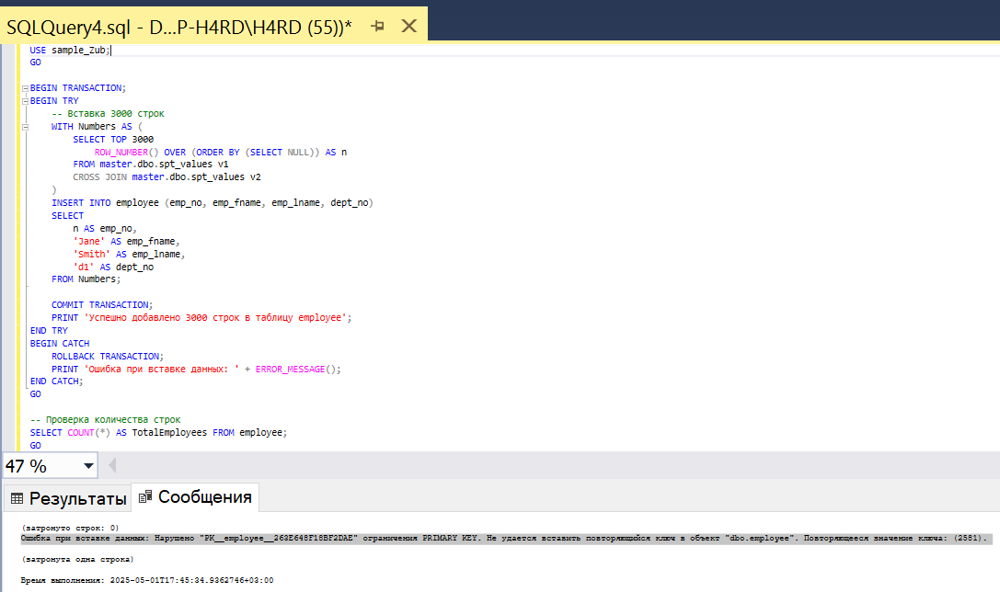 SQLQuery4.sql - D...P-H4RD\H4RD (55))*
USE sample_Zub;
GO
BEGIN TRANSACTION;
BEGIN TRY
-- Вставка 3000 строк
WITH Numbers AS (
SELECT TOP 3000
ROW_NUMBER() OVER (ORDER BY (SELECT NULL)) AS n
FROM master.dbo.spt_values v1
CROSS JOIN master.dbo.spt_values v2
)
INSERT INTO employee (emp_no, emp_fname, emp_lname, dept_no)
SELECT
n AS emp_no,
'Jane' AS emp_fname,
'Smith' AS emp_lname,
'd1' AS dept_no
FROM Numbers;
COMMIT TRANSACTION;
PRINT 'Успешно добавлено 3000 строк в таблицу employee';
END TRY
BEGIN CATCH
ROLLBACK TRANSACTION;
PRINT 'Ошибка при вставке данных: ' + ERROR_MESSAGE();
END CATCH;
GO
-- Проверка количества строк
SELECT COUNT(*) AS TotalEmployees FROM employee;
GO
47 %
Результаты Сообщения
(затронуто строк: 0)
Ошибка при вставке данных: Нарушено "PK__employee__263E648F18BF2DAE" ограничения PRIMARY KEY. Не удается вставить повторяющийся ключ в объект "dbo.employee". Повторяющееся значение ключа: (2581).
(затронута одна строка)
Время выполнения: 2025-05-01T17:45:34.9362746+03:00